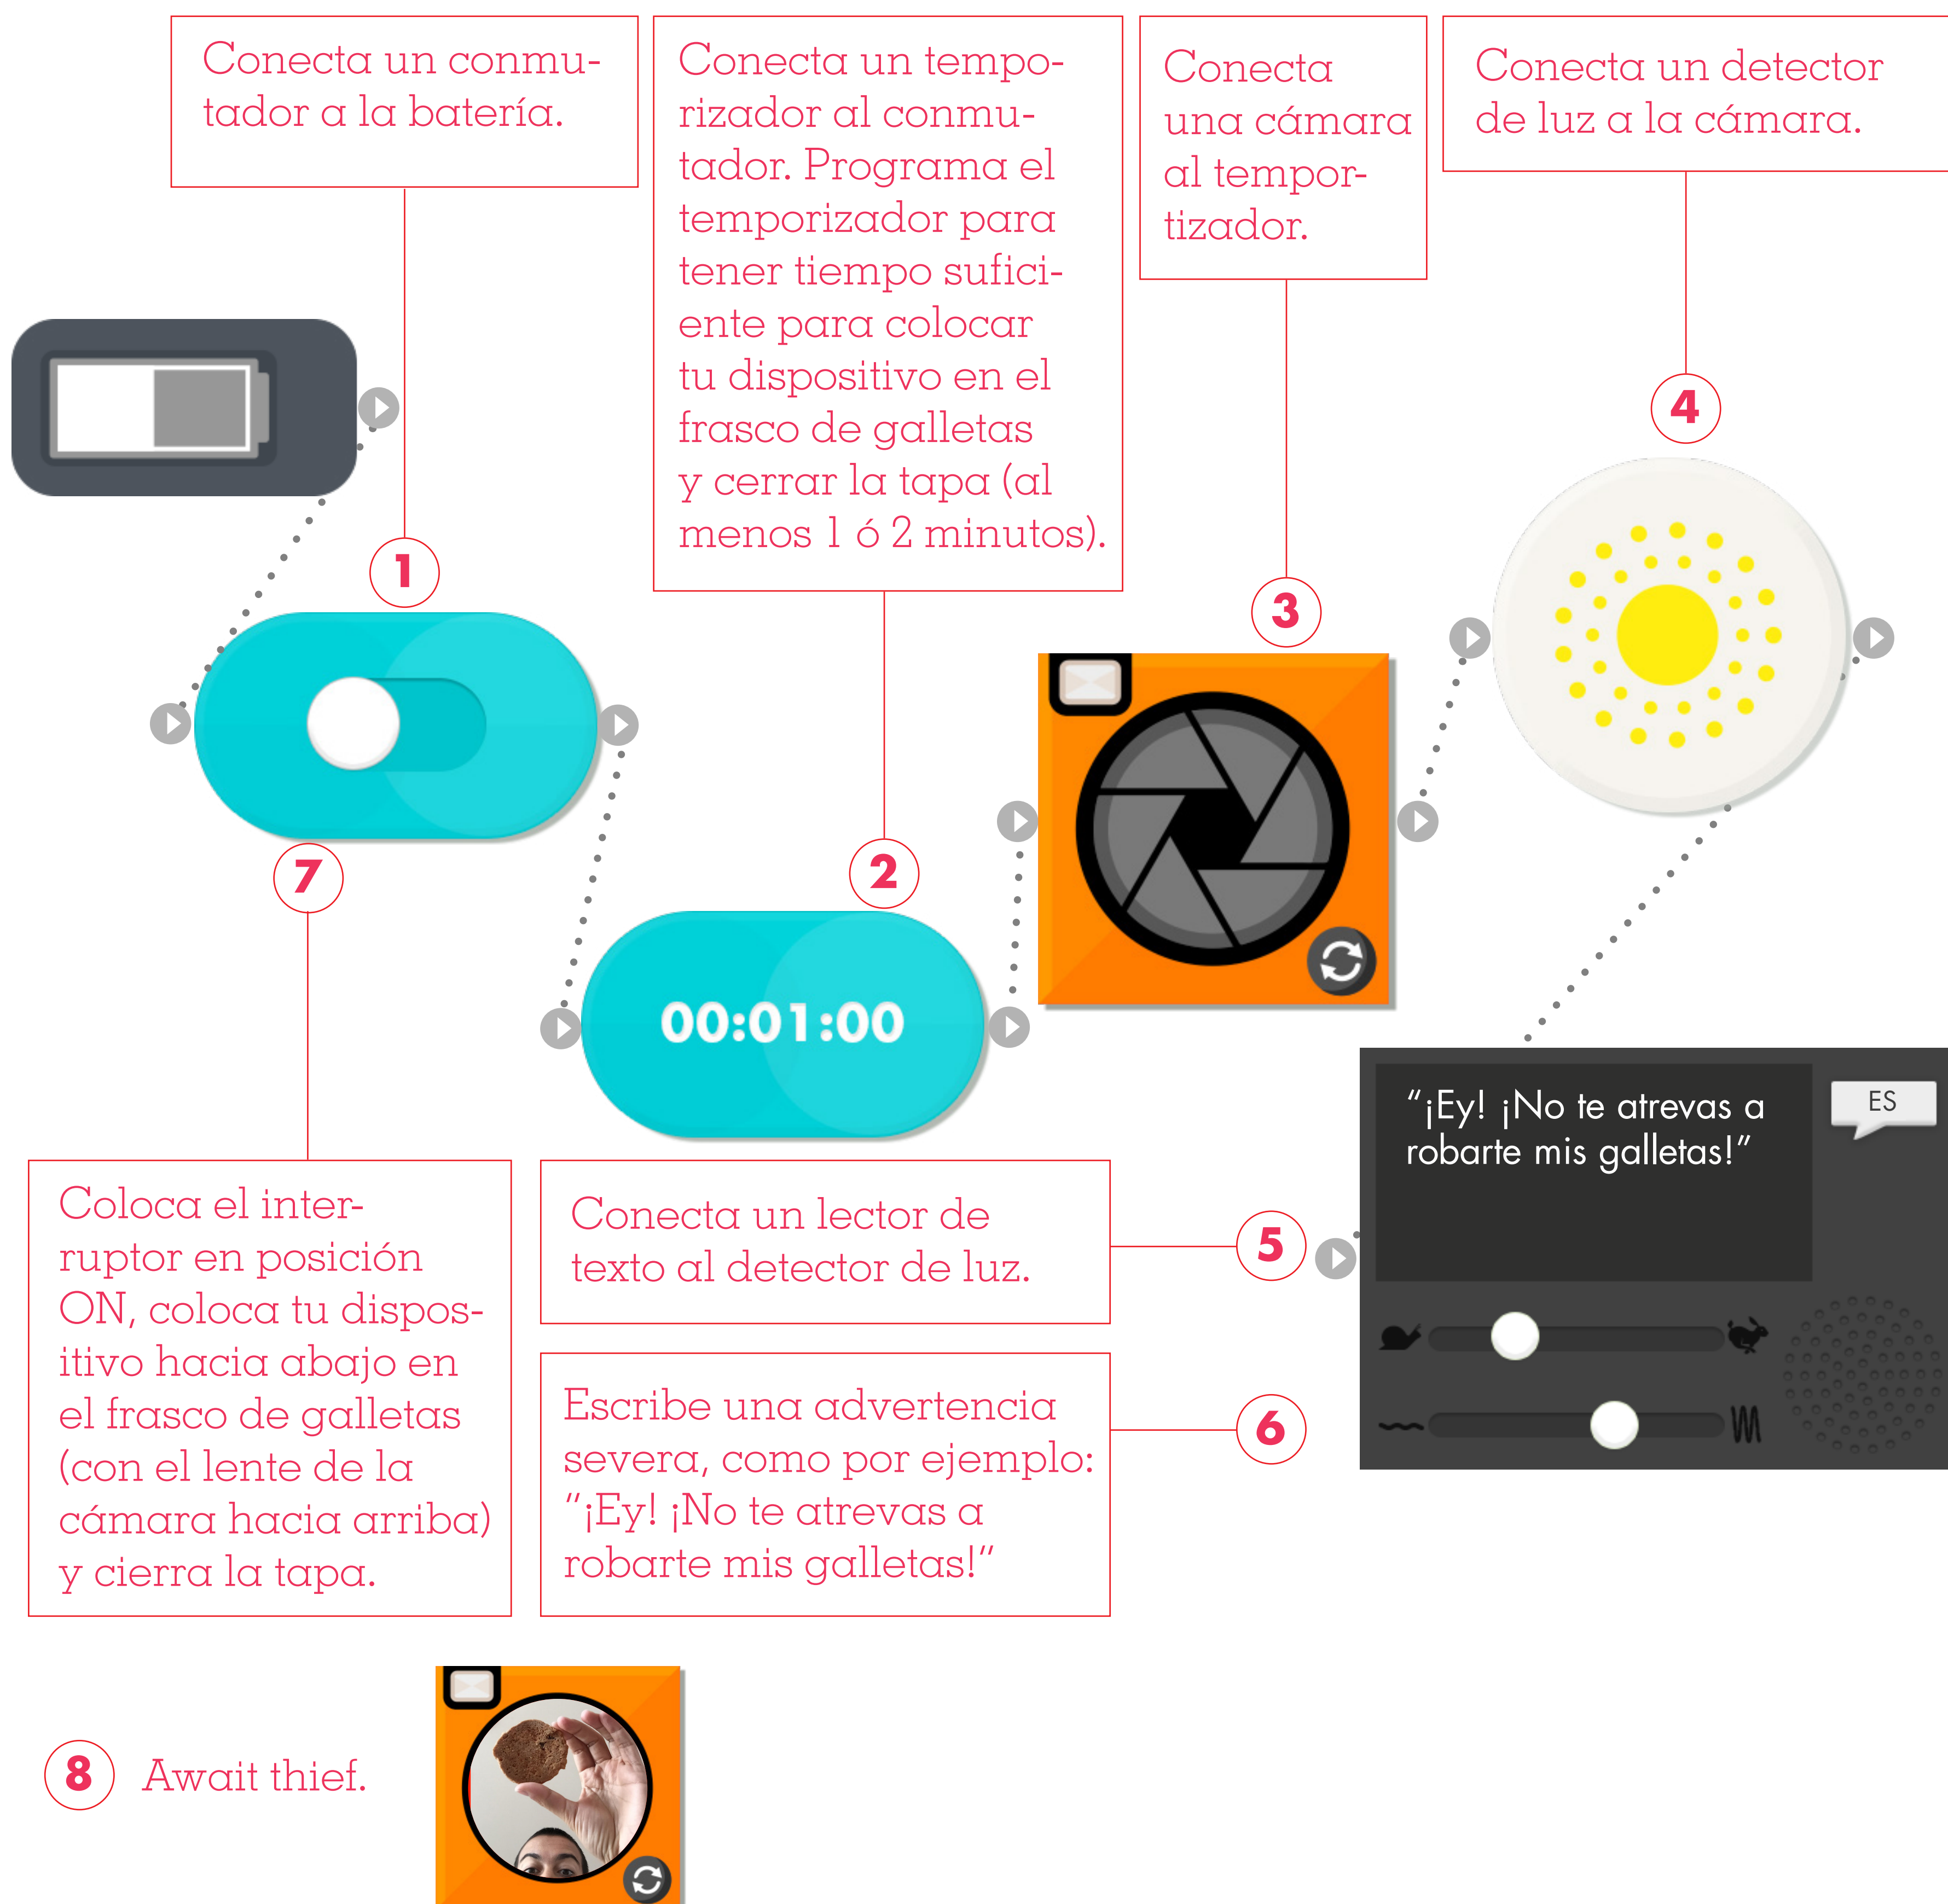 Conecta un conmu-
tador a la batería.
Conecta un tempo-
rizador al conmu-
tador. Programa el
temporizador para
tener tiempo sufici-
ente para colocar
tu dispositivo en el
frasco de galletas
y cerrar la tapa (al
menos 1 ó 2 minutos).
Conecta
una cámara
al tempor-
tizador.
Conecta un detector
de luz a la cámara.
1
2
3
4
7
00:01:00
"¡Ey! ¡No te atrevas a
robarte mis galletas!"
ES
Coloca el inter-
ruptor en posición
ON, coloca tu dispos-
itivo hacia abajo en
el frasco de galletas
(con el lente de la
cámara hacia arriba)
y cierra la tapa.
Conecta un lector de
texto al detector de luz.
5
Escribe una advertencia
severa, como por ejemplo:
"¡Ey! ¡No te atrevas a
robarte mis galletas!"
6
8 Await thief.